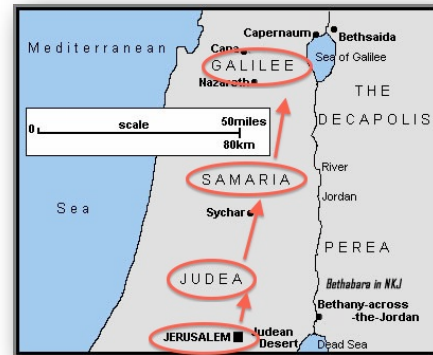 Capernaum
Bethsaida
Mediterranean
Cana
Sea of Galilee
GALILEE
Nazareth
THE
DECAPOLIS
0 scale 50miles
80km
SAMARIA
River
Jordan
Sea
Sychar
PEREA
JUDEA
Bethabara in NKJ
Bethany-across
-the-Jordan
JERUSALEM
Judean
Desert
Dead Sea